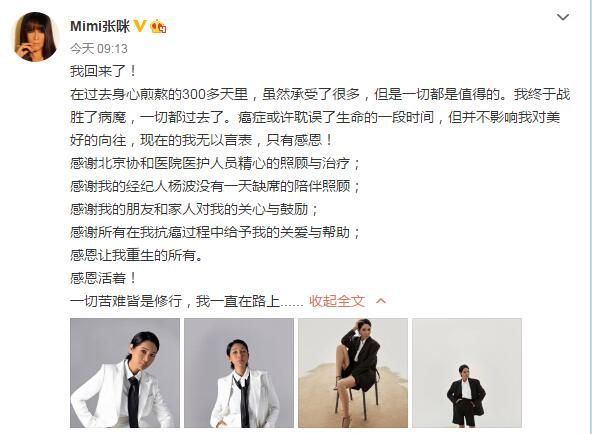 Mimi张咪
今天 09:13
我回来了！
在过去身心煎熬的300多天里，虽然承受了很多，但是一切都是值得的。我终于战
胜了病魔，一切都过去了。癌症或许耽误了生命的一段时间，但并不影响我对美
好的向往，现在的我无以言表，只有感恩！
感谢北京协和医院医护人员精心的照顾与治疗；
感谢我的经纪人杨波没有一天缺席的陪伴照顾；
感谢我的朋友和家人对我的关心与鼓励；
感谢所有在我抗癌过程中给予我的关爱与帮助；
感恩让我重生的所有。
感恩活着！
一切苦难皆是修行，我一直在路上...... 收起全文